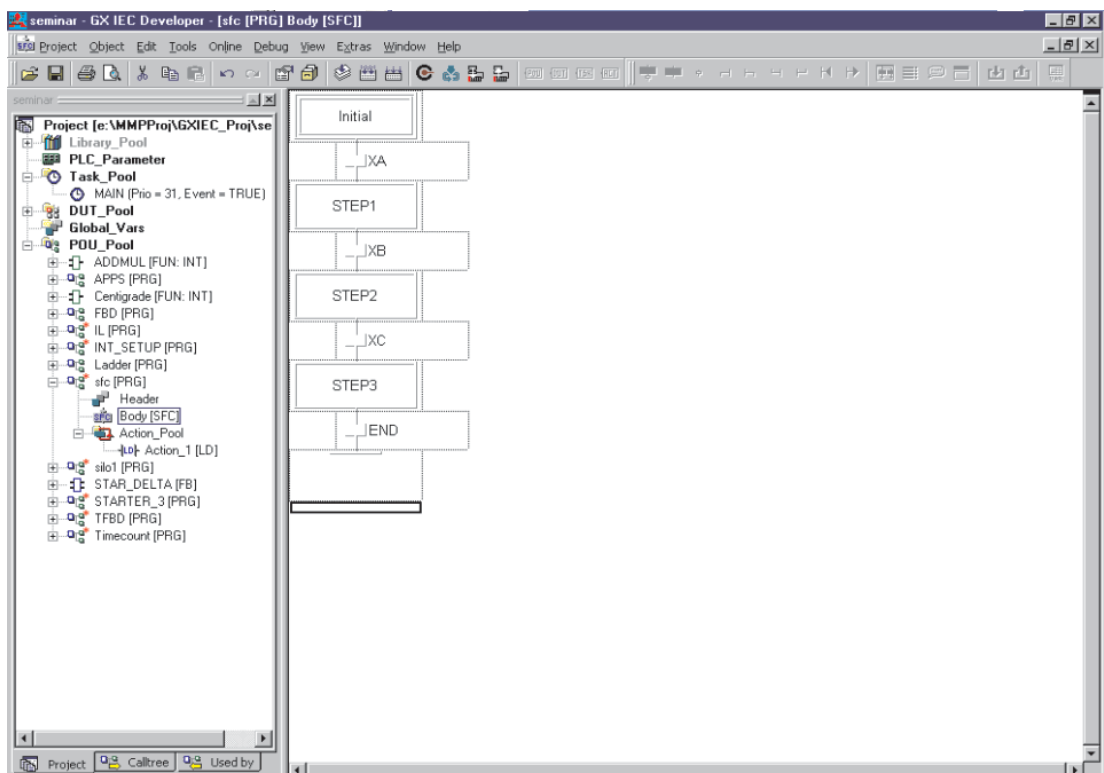 seminar - GX IEC Developer - [sfc [PRG] Body [SFC]]
Project Object Edit Tools Online Debug View Extras Window Help
seminar
Project [e:\MMPProj\GXIEC_Proj\se
Library_Pool
PLC_Parameter
Task_Pool
MAIN (Prio = 31, Event = TRUE)
DUT_Pool
Global_Vars
POU_Pool
ADDMUL [FUN: INT]
APPS [PRG]
Centigrade [FUN: INT]
FBD [PRG]
IL [PRG]
INT_SETUP [PRG]
Ladder [PRG]
sfc [PRG]
Header
Body [SFC]
Action_Pool
Action_1 [LD]
silo1 [PRG]
STAR_DELTA [FB]
STARTER_3 [PRG]
TFBD [PRG]
Timecount [PRG]
Project Calltree Used by
Initial
XA
STEP1
XB
STEP2
XC
STEP3
END